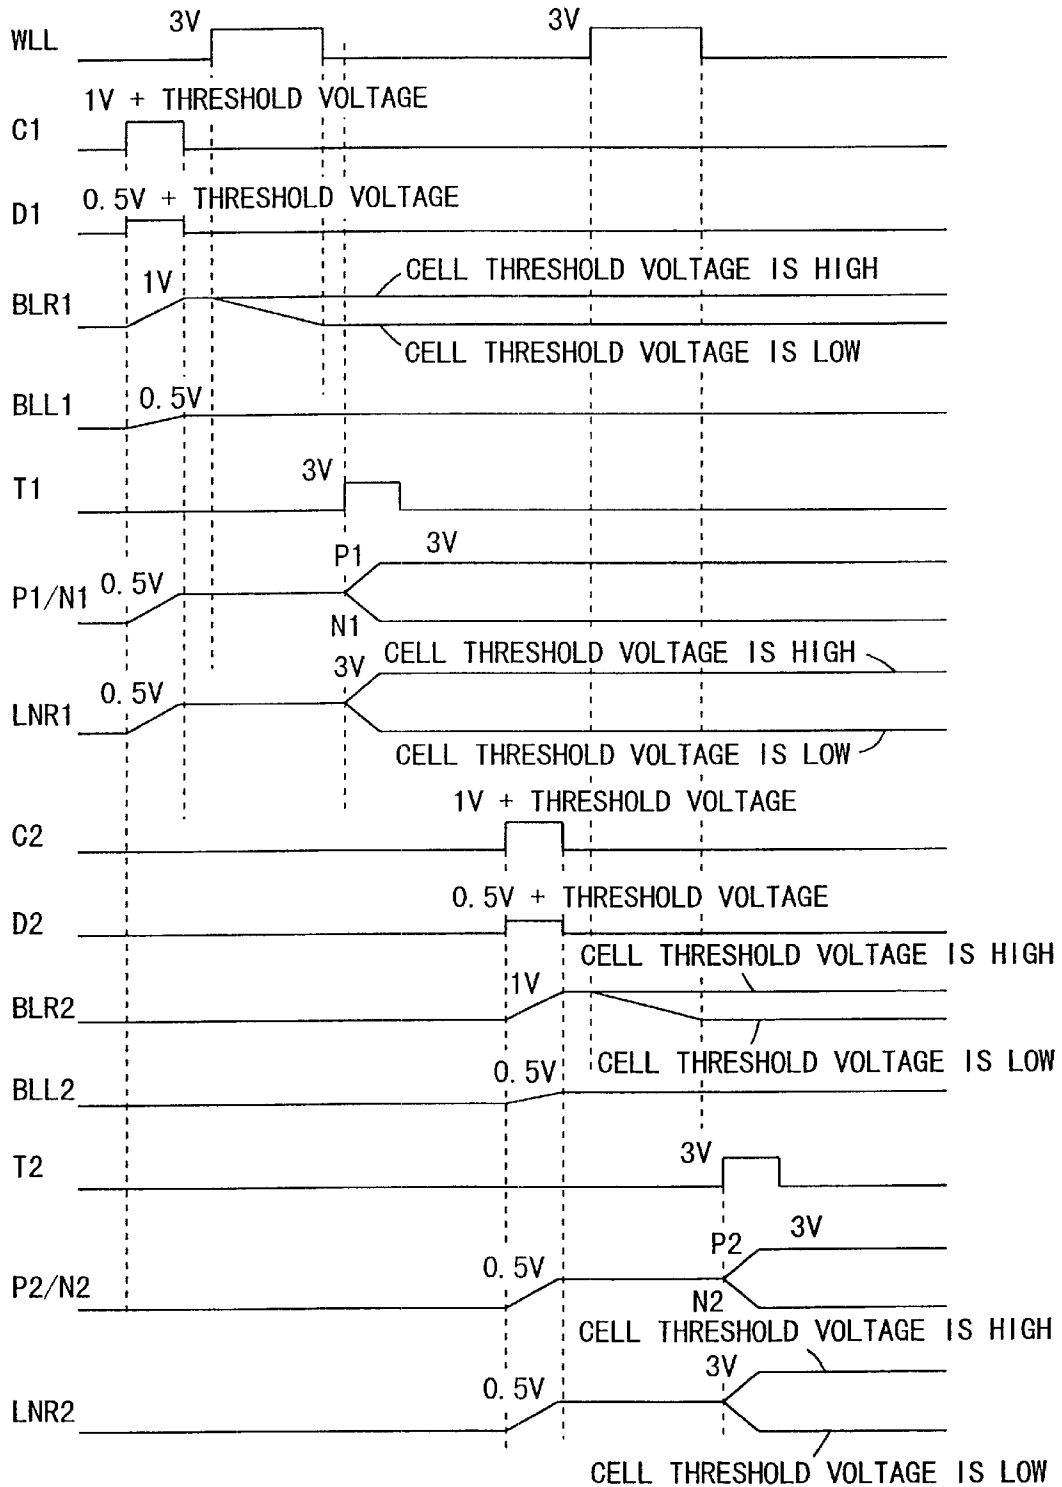 3V
3V
WLL
1V + THRESHOLD VOLTAGE
C1
0.5V + THRESHOLD VOLTAGE
D1
CELL THRESHOLD VOLTAGE IS HIGH
1V
BLR1
CELL THRESHOLD VOLTAGE IS LOW
0.5V
BLL1
3V
T1
P1
3V
0.5V
P1/N1
N1
CELL THRESHOLD VOLTAGE IS HIGH
3V
0.5V
LNR1
CELL THRESHOLD VOLTAGE IS LOW
1V + THRESHOLD VOLTAGE
C2
0.5V + THRESHOLD VOLTAGE
D2
CELL THRESHOLD VOLTAGE IS HIGH
1V
BLR2
CELL THRESHOLD VOLTAGE IS LOW
0.5V
BLL2
3V
T2
3V
P2
0.5V
P2/N2
N2
CELL THRESHOLD VOLTAGE IS HIGH
3V
0.5V
LNR2
CELL THRESHOLD VOLTAGE IS LOW